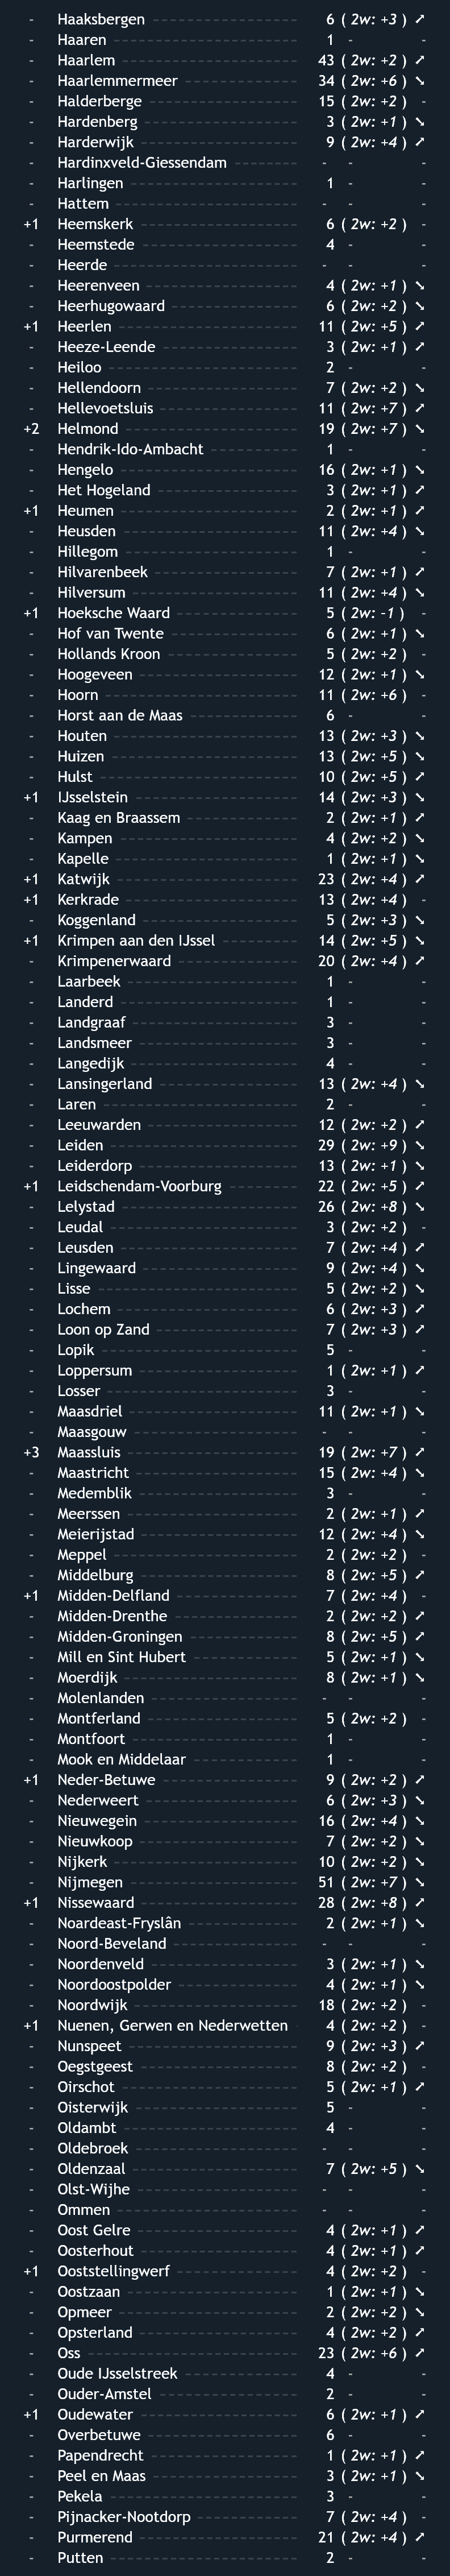 - Haaksbergen 6 ( 2w: +3 ) ↗
- Haaren 1 - -
- Haarlem 43 ( 2w: +2 ) ↗
- Haarlemmermeer 34 ( 2w: +6 ) ↘
- Halderberge 15 ( 2w: +2 ) -
- Hardenberg 3 ( 2w: +1 ) ↘
- Harderwijk 9 ( 2w: +4 ) ↗
- Hardinxveld-Giessendam - - -
- Harlingen 1 - -
- Hattem - - -
+1 Heemskerk 6 ( 2w: +2 ) -
- Heemstede 4 - -
- Heerde - - -
- Heerenveen 4 ( 2w: +1 ) ↘
- Heerhugowaard 6 ( 2w: +2 ) ↘
+1 Heerlen 11 ( 2w: +5 ) ↗
- Heeze-Leende 3 ( 2w: +1 ) ↗
- Heiloo 2 - -
- Hellendoorn 7 ( 2w: +2 ) ↘
- Hellevoetsluis 11 ( 2w: +7 ) ↗
+2 Helmond 19 ( 2w: +7 ) ↘
- Hendrik-Ido-Ambacht 1 - -
- Hengelo 16 ( 2w: +1 ) ↘
- Het Hogeland 3 ( 2w: +1 ) ↗
+1 Heumen 2 ( 2w: +1 ) ↗
- Heusden 11 ( 2w: +4 ) ↘
- Hillegom 1 - -
- Hilvarenbeek 7 ( 2w: +1 ) ↗
- Hilversum 11 ( 2w: +4 ) ↘
+1 Hoeksche Waard 5 ( 2w: -1 ) -
- Hof van Twente 6 ( 2w: +1 ) ↘
- Hollands Kroon 5 ( 2w: +2 ) -
- Hoogeveen 12 ( 2w: +1 ) ↘
- Hoorn 11 ( 2w: +6 ) -
- Horst aan de Maas 6 - -
- Houten 13 ( 2w: +3 ) ↘
- Huizen 13 ( 2w: +5 ) ↘
- Hulst 10 ( 2w: +5 ) ↗
+1 IJsselstein 14 ( 2w: +3 ) ↘
- Kaag en Braassem 2 ( 2w: +1 ) ↗
- Kampen 4 ( 2w: +2 ) ↘
- Kapelle 1 ( 2w: +1 ) ↘
+1 Katwijk 23 ( 2w: +4 ) ↗
+1 Kerkrade 13 ( 2w: +4 ) -
- Koggenland 5 ( 2w: +3 ) ↘
+1 Krimpen aan den IJssel 14 ( 2w: +5 ) ↘
- Krimpenerwaard 20 ( 2w: +4 ) ↗
- Laarbeek 1 - -
- Landerd 1 - -
- Landgraaf 3 - -
- Landsmeer 3 - -
- Langedijk 4 - -
- Lansingerland 13 ( 2w: +4 ) ↘
- Laren 2 - -
- Leeuwarden 12 ( 2w: +2 ) ↗
- Leiden 29 ( 2w: +9 ) ↘
- Leiderdorp 13 ( 2w: +1 ) ↘
+1 Leidschendam-Voorburg 22 ( 2w: +5 ) ↗
- Lelystad 26 ( 2w: +8 ) ↘
- Leudal 3 ( 2w: +2 ) -
- Leusden 7 ( 2w: +4 ) ↗
- Lingewaard 9 ( 2w: +4 ) ↘
- Lisse 5 ( 2w: +2 ) ↘
- Lochem 6 ( 2w: +3 ) ↗
- Loon op Zand 7 ( 2w: +3 ) ↗
- Lopik 5 - -
- Loppersum 1 ( 2w: +1 ) ↗
- Losser 3 - -
- Maasdriel 11 ( 2w: +1 ) ↘
- Maasgouw - - -
+3 Maassluis 19 ( 2w: +7 ) ↗
- Maastricht 15 ( 2w: +4 ) ↘
- Medemblik 3 - -
- Meerssen 2 ( 2w: +1 ) ↗
- Meierijstad 12 ( 2w: +4 ) ↘
- Meppel 2 ( 2w: +2 ) -
- Middelburg 8 ( 2w: +5 ) ↗
+1 Midden-Delfland 7 ( 2w: +4 ) -
- Midden-Drenthe 2 ( 2w: +2 ) ↗
- Midden-Groningen 8 ( 2w: +5 ) ↗
- Mill en Sint Hubert 5 ( 2w: +1 ) ↘
- Moerdijk 8 ( 2w: +1 ) ↘
- Molenlanden - - -
- Montferland 5 ( 2w: +2 ) -
- Montfoort 1 - -
- Mook en Middelaar 1 - -
+1 Neder-Betuwe 9 ( 2w: +2 ) ↗
- Nederweert 6 ( 2w: +3 ) ↘
- Nieuwegein 16 ( 2w: +4 ) ↘
- Nieuwkoop 7 ( 2w: +2 ) ↘
- Nijkerk 10 ( 2w: +2 ) ↘
- Nijmegen 51 ( 2w: +7 ) ↘
+1 Nissewaard 28 ( 2w: +8 ) ↗
- Noardeast-Fryslân 2 ( 2w: +1 ) ↘
- Noord-Beveland - - -
- Noordenveld 3 ( 2w: +1 ) ↘
- Noordoostpolder 4 ( 2w: +1 ) ↘
- Noordwijk 18 ( 2w: +2 ) -
+1 Nuenen, Gerwen en Nederwetten 4 ( 2w: +2 ) -
- Nunspeet 9 ( 2w: +3 ) ↗
- Oegstgeest 8 ( 2w: +2 ) -
- Oirschot 5 ( 2w: +1 ) ↗
- Oisterwijk 5 - -
- Oldambt 4 - -
- Oldebroek - - -
- Oldenzaal 7 ( 2w: +5 ) ↘
- Olst-Wijhe - - -
- Ommen - - -
- Oost Gelre 4 ( 2w: +1 ) ↗
- Oosterhout 4 ( 2w: +1 ) ↗
+1 Ooststellingwerf 4 ( 2w: +2 ) -
- Oostzaan 1 ( 2w: +1 ) ↘
- Opmeer 2 ( 2w: +2 ) ↘
- Opsterland 4 ( 2w: +2 ) ↗
- Oss 23 ( 2w: +6 ) ↗
- Oude IJsselstreek 4 - -
- Ouder-Amstel 2 - -
+1 Oudewater 6 ( 2w: +1 ) ↗
- Overbetuwe 6 - -
- Papendrecht 1 ( 2w: +1 ) ↗
- Peel en Maas 3 ( 2w: +1 ) ↘
- Pekela 3 - -
- Pijnacker-Nootdorp 7 ( 2w: +4 ) -
- Purmerend 21 ( 2w: +4 ) ↗
- Putten 2 - -